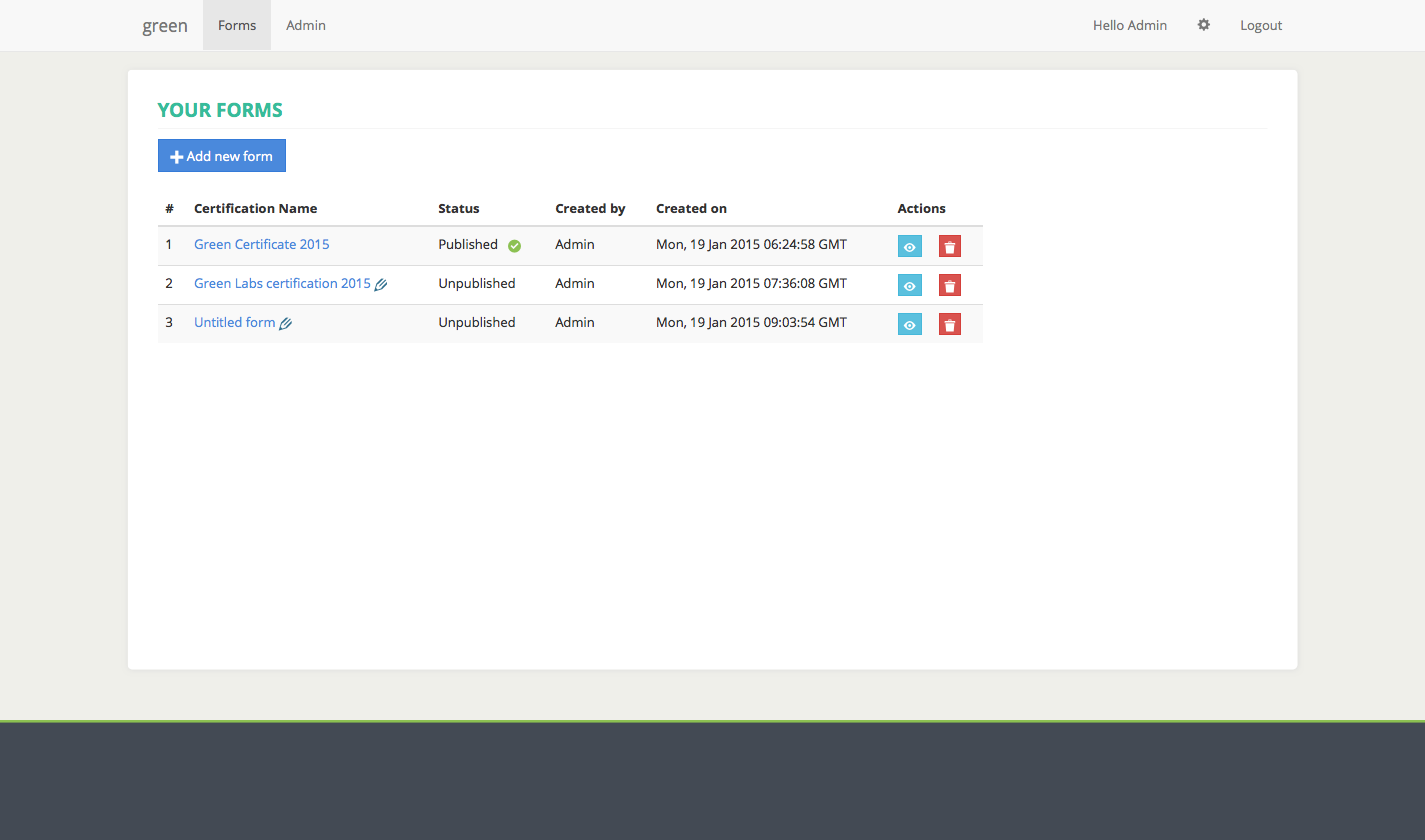 green Forms Admin Hello Admin Logout
YOUR FORMS
Add new form
# Certification Name Status Created by Created on Actions
1 Green Certificate 2015 Published Admin Mon, 19 Jan 2015 06:24:58 GMT
2 Green Labs certification 2015 Unpublished Admin Mon, 19 Jan 2015 07:36:08 GMT
3 Untitled form Unpublished Admin Mon, 19 Jan 2015 09:03:54 GMT